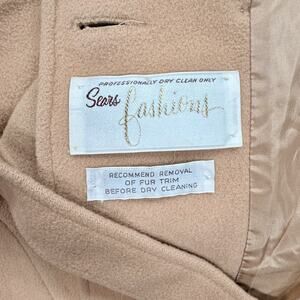 PROFESSIONALLY DRY CLEAN ONLY
Sears fashions
RECOMMEND REMOVAL
OF FUR TRIM
BEFORE DRY CLEANING